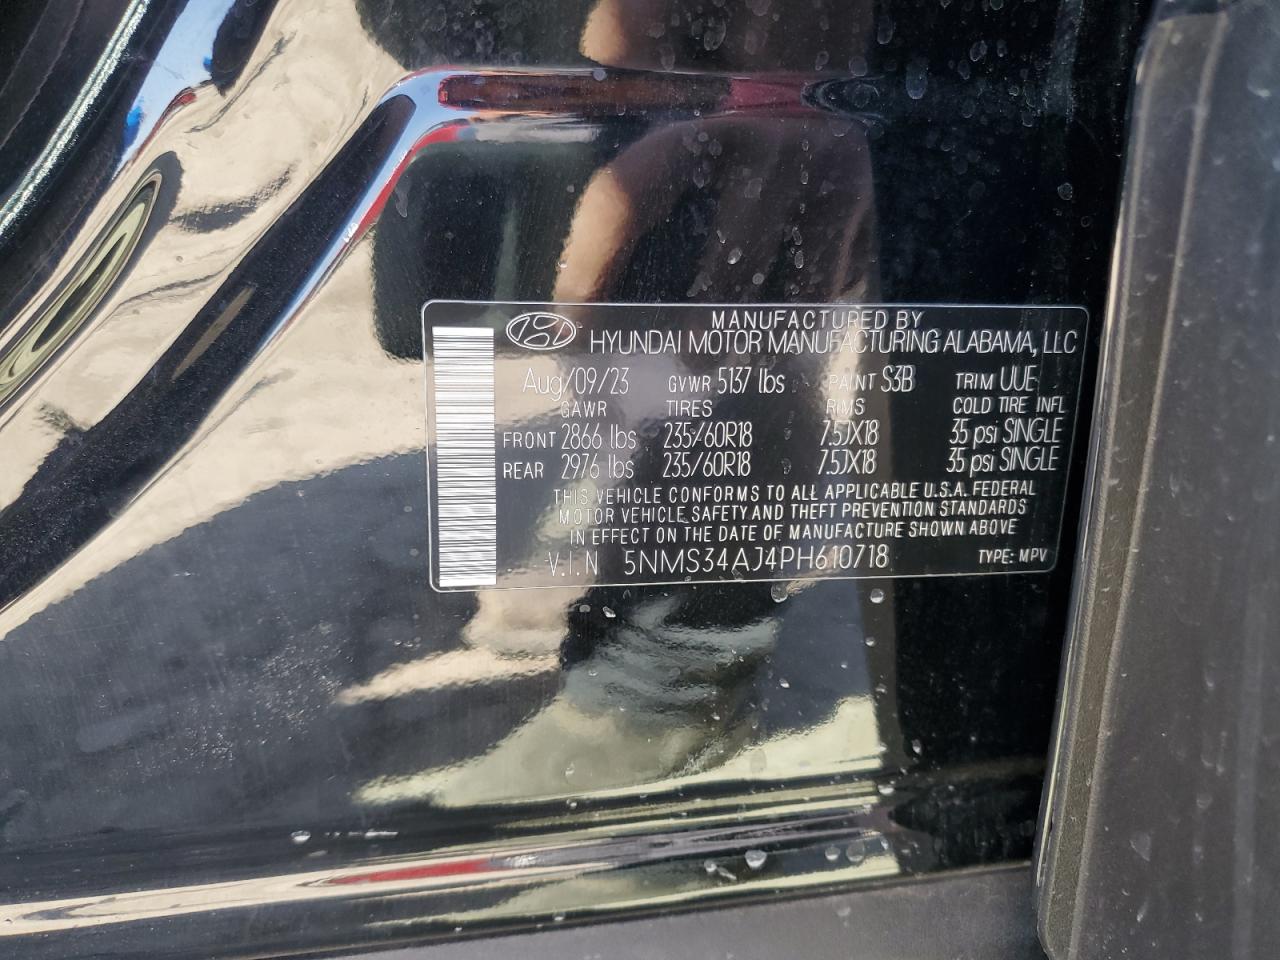 MANUFACTURED BY
HYUNDAI MOTOR MANUFACTURING ALABAMA, LLC
Aug/09/23 GVWR 5137 lbs PAINT S3B TRIM UUE
GAWR TIRES RIMS COLD TIRE INFL
FRONT 2866 lbs 235/60R18 7.5JX18 35 psi SINGLE
REAR 2976 lbs 235/60R18 7.5JX18 35 psi SINGLE
THIS VEHICLE CONFORMS TO ALL APPLICABLE U.S.A. FEDERAL
MOTOR VEHICLE SAFETY AND THEFT PREVENTION STANDARDS
IN EFFECT ON THE DATE OF MANUFACTURE SHOWN ABOVE
V.I.N 5NMS34AJ4PH610718 TYPE: MPV